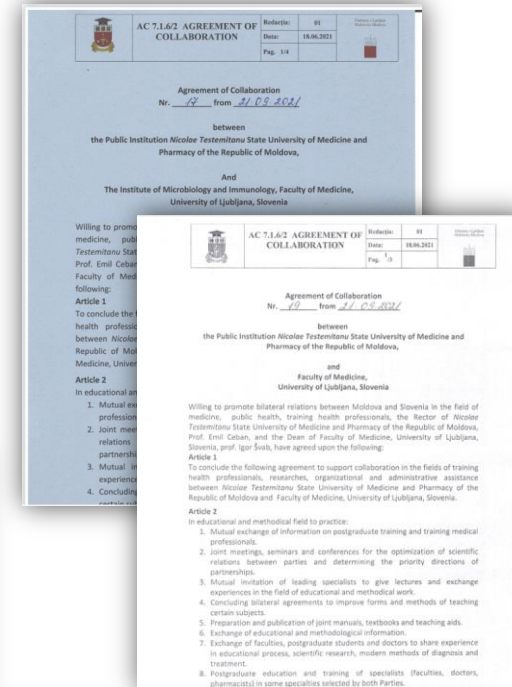 AC 7.1.6/2 AGREEMENT OF
COLLABORATION
Redacție: 01
Data: 18.06.2021
Pag. 1/4
Agreement of Collaboration
Nr. 17 from 21 09 2021
between
the Public Institution Nicolae Testemitanu State University of Medicine and
Pharmacy of the Republic of Moldova,
And
The Institute of Microbiology and Immunology, Faculty of Medicine,
University of Ljubljana, Slovenia
Willing to promo
medicine, publ
Testemitanu Stat
Prof. Emil Ceban
Faculty of Med
following:
Article 1
To conclude the f
health professio
between Nicolae
Republic of Mol
Medicine, Univer
Article 2
In educational an
1. Mutual ex
profession
2. Joint mee
relations
partnershi
3. Mutual in
experience
4. Concluding
AC 7.1.6/2 AGREEMENT OF
COLLABORATION
Redacție: 01
Data: 18.06.2021
Pag. 1/3
Agreement of Collaboration
Nr. 19 from 21 09 2021
between
the Public Institution Nicolae Testemitanu State University of Medicine and
Pharmacy of the Republic of Moldova,
and
Faculty of Medicine,
University of Ljubljana, Slovenia
Willing to promote bilateral relations between Moldova and Slovenia in the field of
medicine, public health, training health professionals, the Rector of Nicolae
Testemitanu State University of Medicine and Pharmacy of the Republic of Moldova,
Prof. Emil Ceban, and the Dean of Faculty of Medicine, University of Ljubljana,
Slovenia, prof. Igor Švab, have agreed upon the following:
Article 1
To conclude the following agreement to support collaboration in the fields of training
health professionals, researches, organizational and administrative assistance
between Nicolae Testemitanu State University of Medicine and Pharmacy of the
Republic of Moldova and Faculty of Medicine, University of Ljubljana, Slovenia.
Article 2
In educational and methodical field to practice:
1. Mutual exchange of information on postgraduate training and training medical
professionals.
2. Joint meetings, seminars and conferences for the optimization of scientific
relations between parties and determining the priority directions of
partnerships.
3. Mutual invitation of leading specialists to give lectures and exchange
experiences in the field of educational and methodical work.
4. Concluding bilateral agreements to improve forms and methods of teaching
certain subjects.
5. Preparation and publication of joint manuals, textbooks and teaching aids.
6. Exchange of educational and methodological information.
7. Exchange of faculties, postgraduate students and doctors to share experience
in educational process, scientific research, modern methods of diagnosis and
treatment.
8. Postgraduate education and training of specialists (faculties, doctors,
pharmacists) in some specialties selected by both Parties.